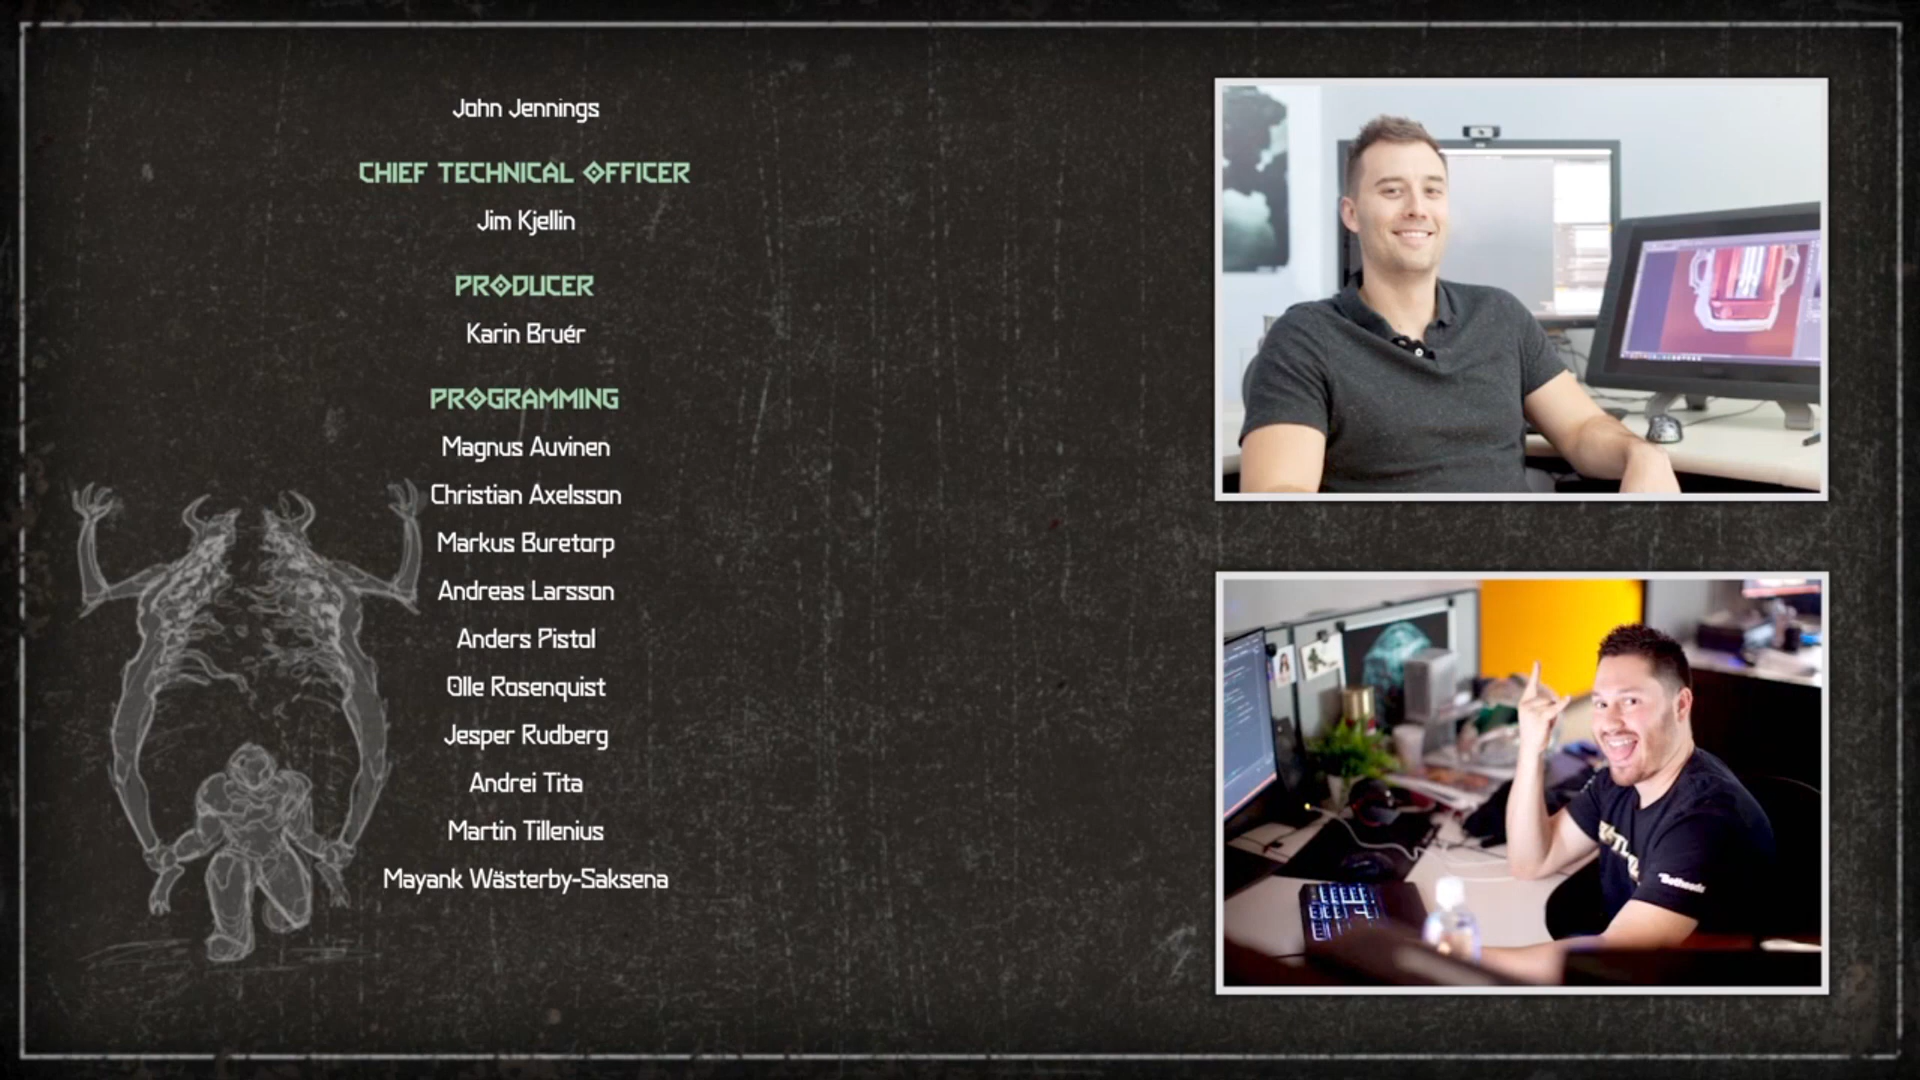 John Jennings
CHIEF TECHNICAL OFFICER
Jim Kjellin
PRODUCER
Karin Bruér
PROGRAMMING
Magnus Auvinen
Christian Axelsson
Markus Buretorp
Andreas Larsson
Anders Pistol
Olle Rosenquist
Jesper Rudberg
Andrei Tita
Martin Tillenius
Mayank Wästerby-Saksena
Bethesda